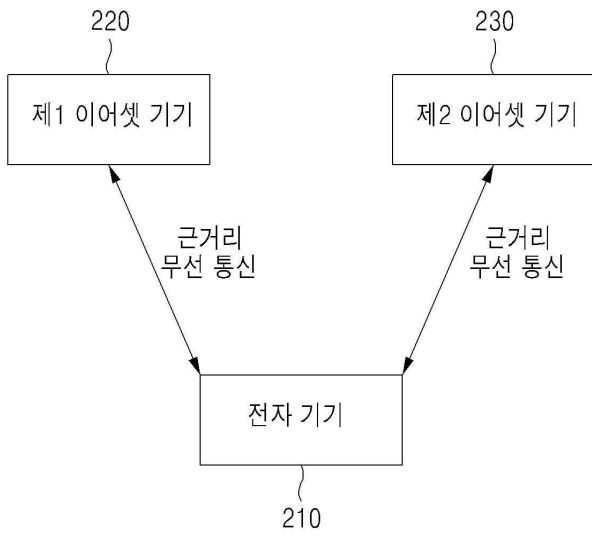 220
230
제1 이어셋 기기
제2 이어셋 기기
근거리
무선 통신
근거리
무선 통신
전자 기기
210